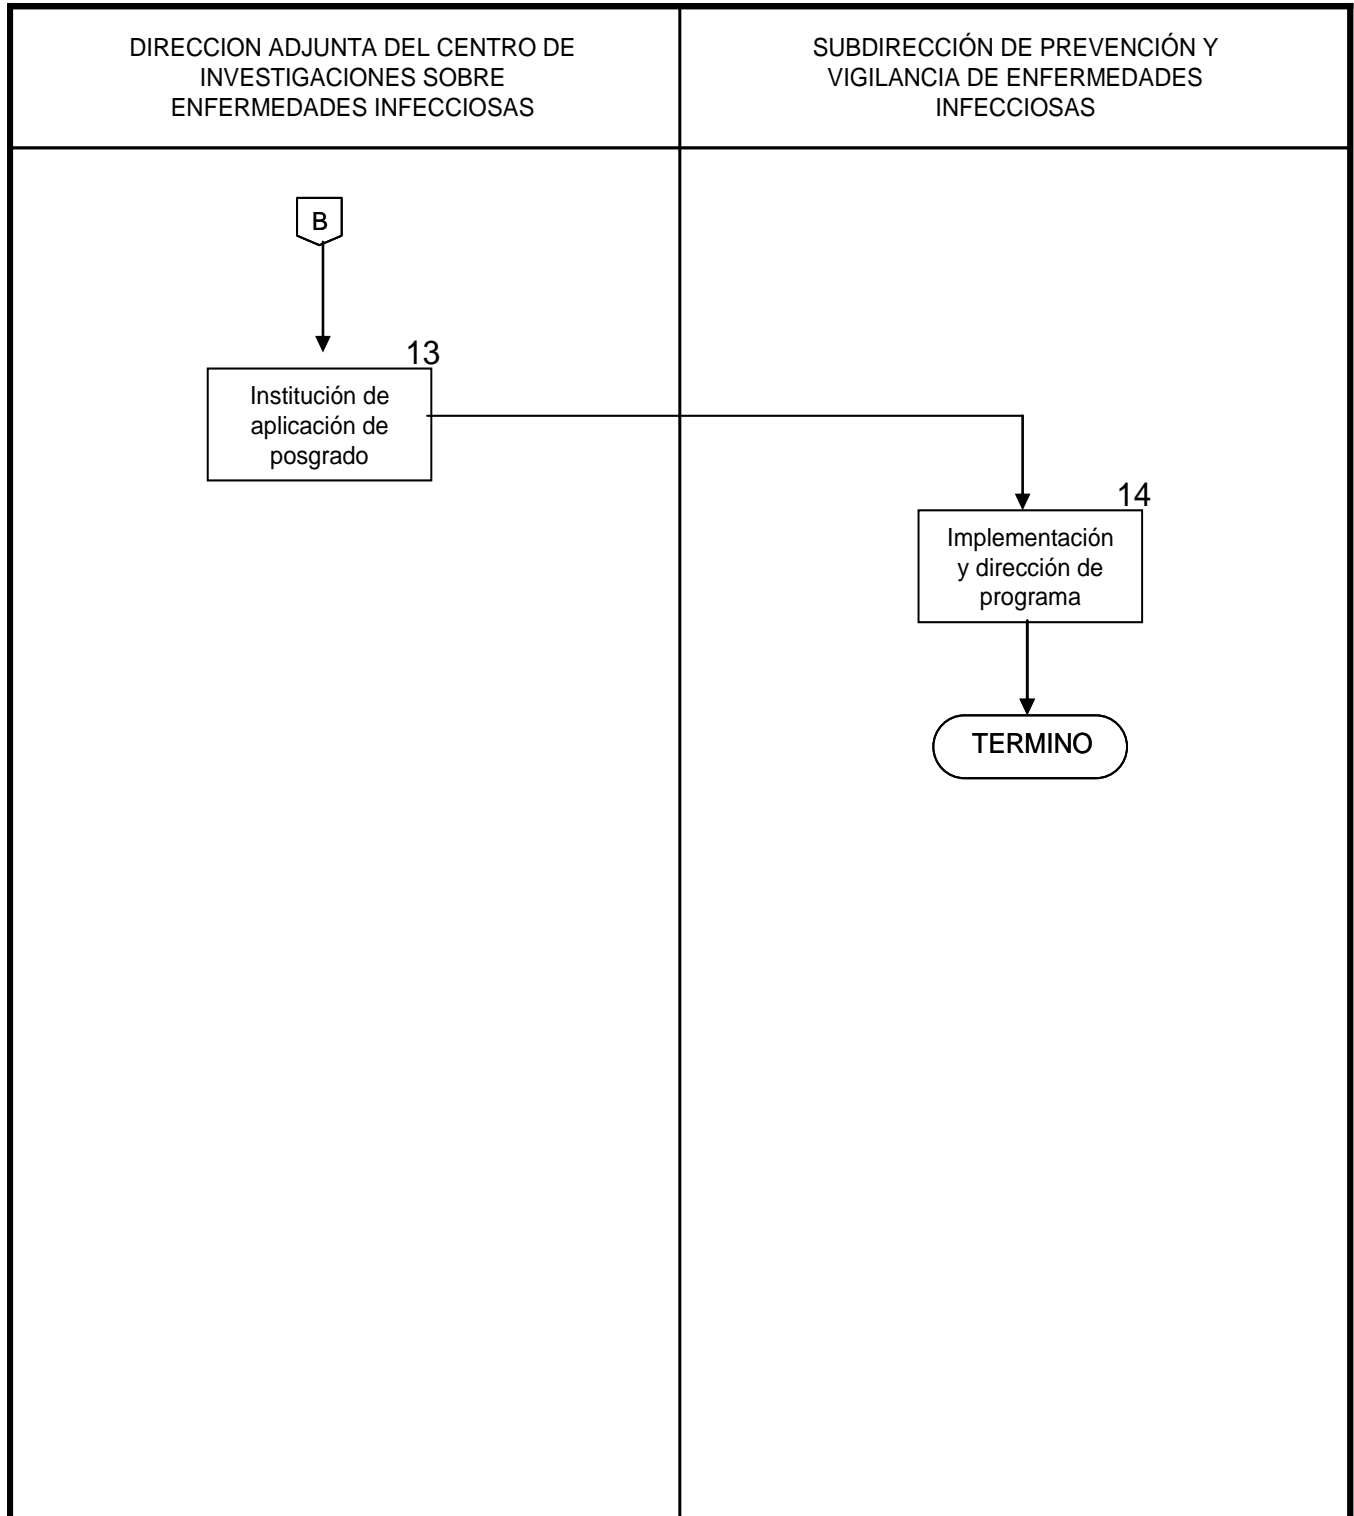 DIRECCION ADJUNTA DEL CENTRO DE
INVESTIGACIONES SOBRE
ENFERMEDADES INFECCIOSAS
SUBDIRECCIÓN DE PREVENCIÓN Y
VIGILANCIA DE ENFERMEDADES
INFECCIOSAS
B
13
Institución de
aplicación de
posgrado
14
Implementación
y dirección de
programa
TERMINO